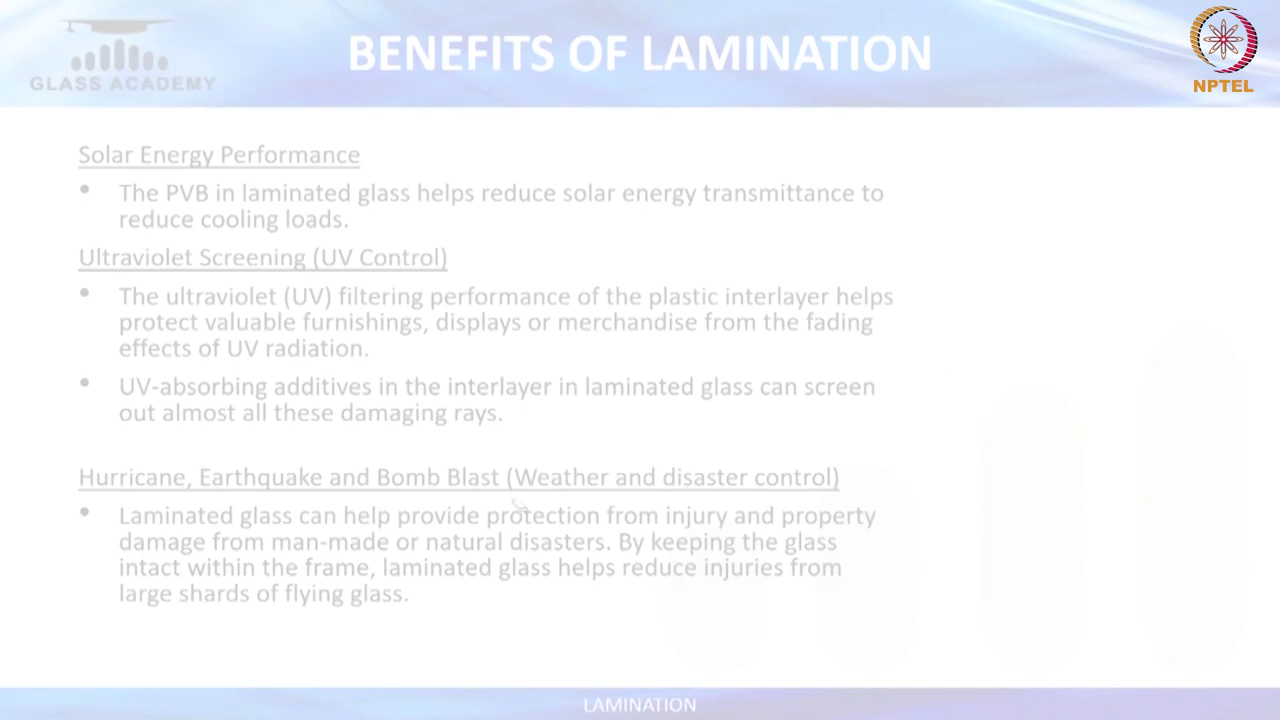 BENEFITS OF LAMINATION
GLASS ACADEMY
NPTEL
Solar Energy Performance
• The PVB in laminated glass helps reduce solar energy transmittance to
reduce cooling loads.
Ultraviolet Screening (UV Control)
• The ultraviolet (UV) filtering performance of the plastic interlayer helps
protect valuable furnishings, displays or merchandise from the fading
effects of UV radiation.
• UV-absorbing additives in the interlayer in laminated glass can screen
out almost all these damaging rays.
Hurricane, Earthquake and Bomb Blast (Weather and disaster control)
• Laminated glass can help provide protection from injury and property
damage from man-made or natural disasters. By keeping the glass
intact within the frame, laminated glass helps reduce injuries from
large shards of flying glass.
LAMINATION